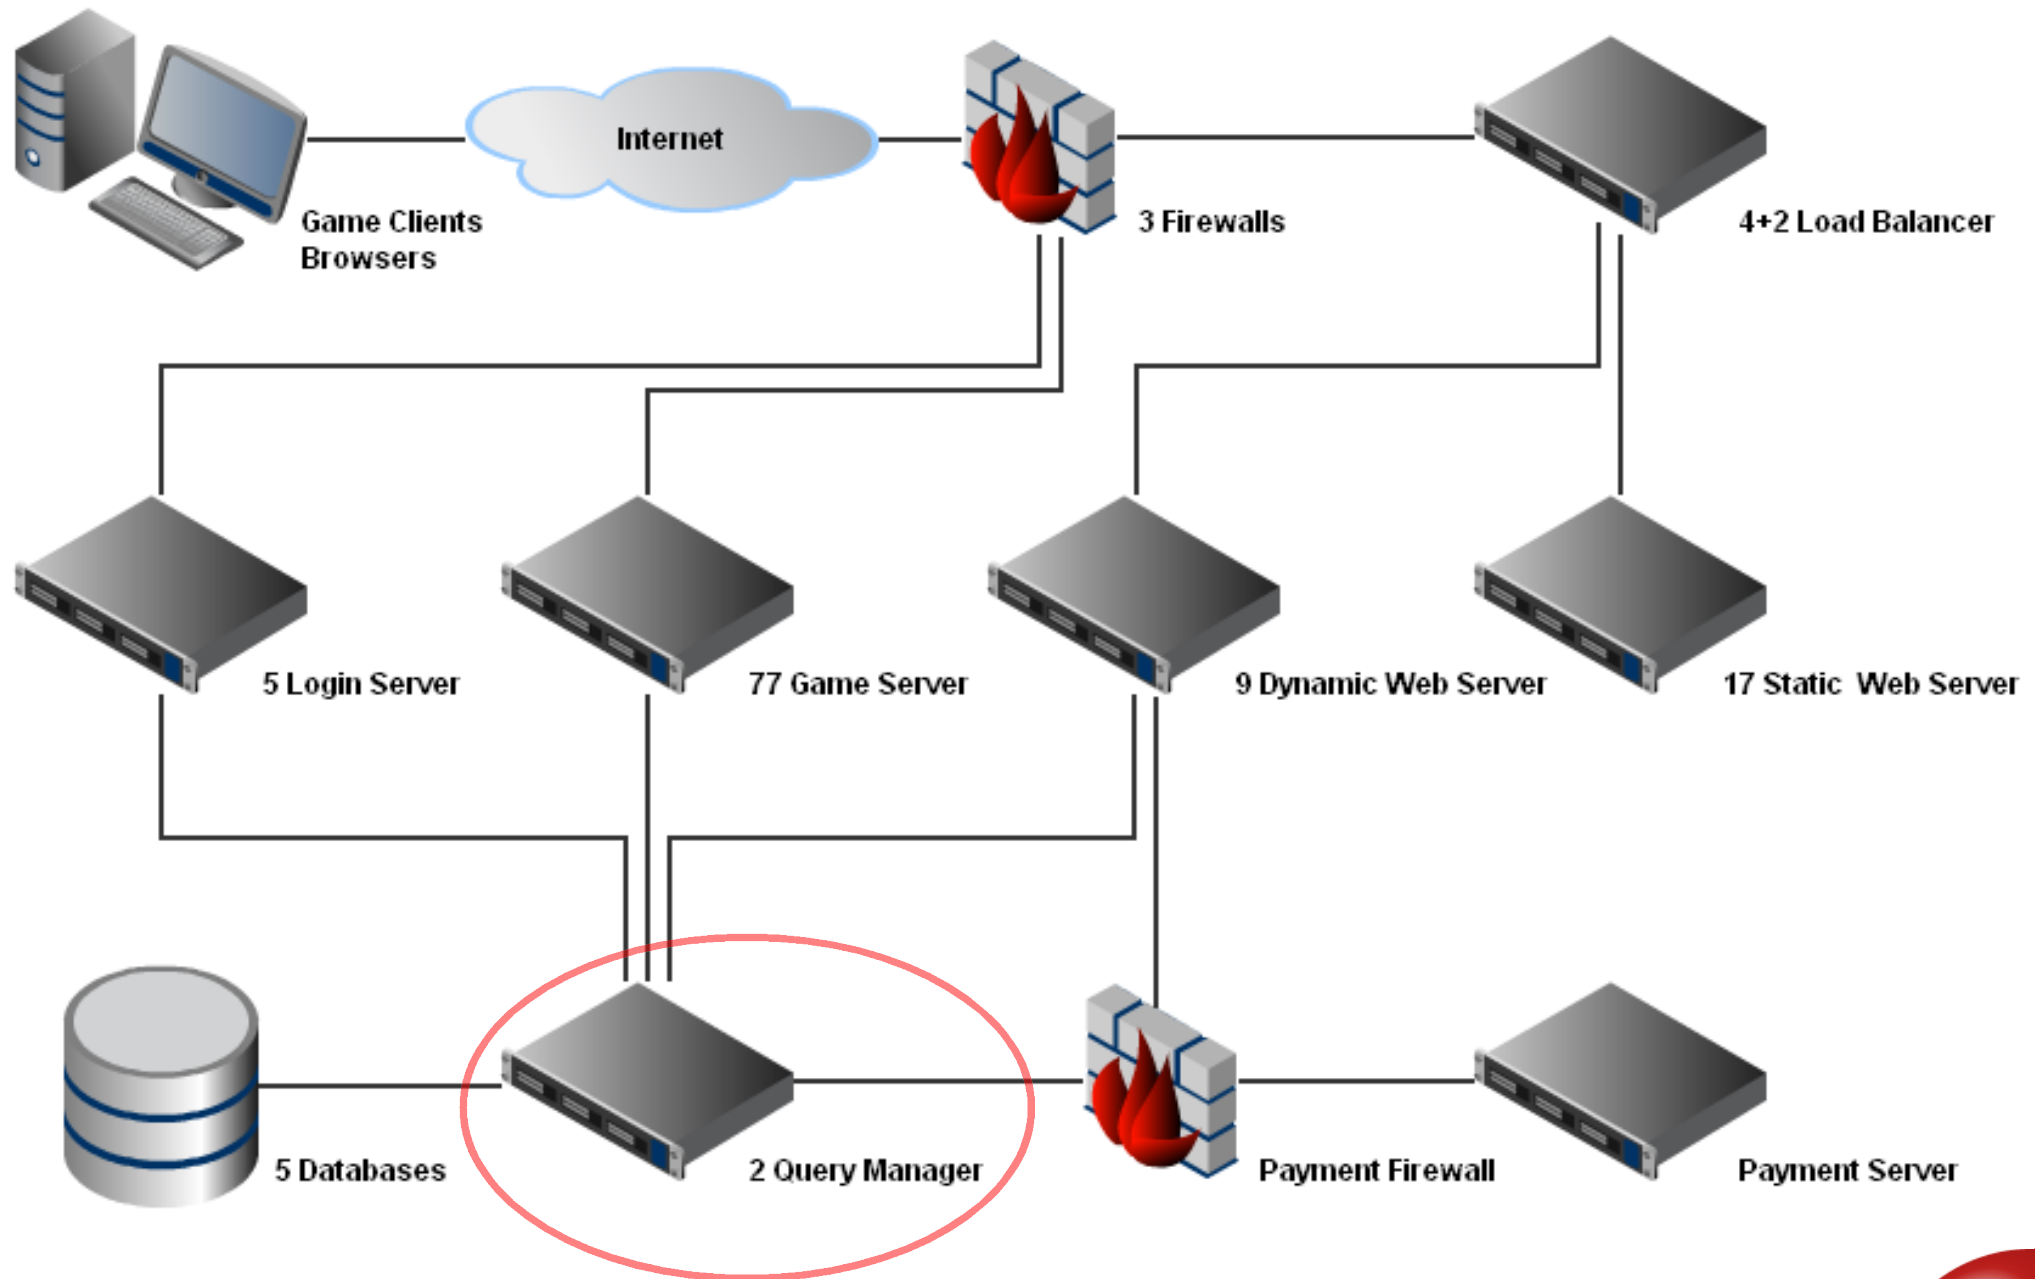 Internet
Game Clients
Browsers
3 Firewalls
4+2 Load Balancer
5 Login Server
77 Game Server
9 Dynamic Web Server
17 Static  Web Server
5 Databases
2 Query Manager
Payment Firewall
Payment Server